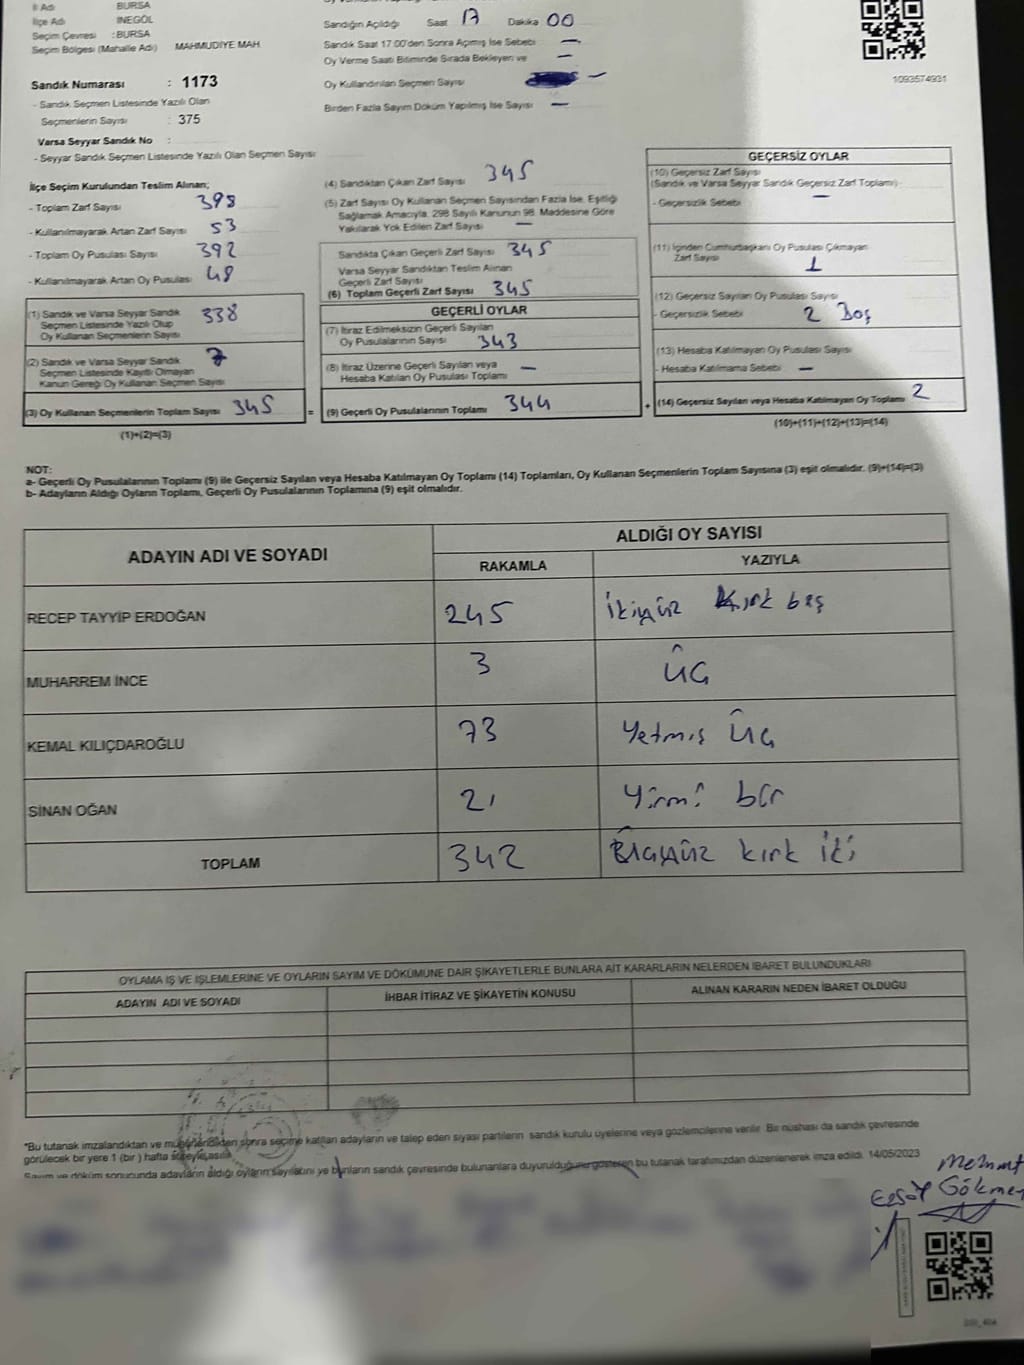 İl Adı BURSA
İlçe Adı İNEGÖL
Seçim Çevresi : BURSA
Seçim Bölgesi (Mahalle Adı) MAHMUDİYE MAH.
Sandık Numarası : 1173
- Sandık Seçmen Listesinde Yazılı Olan
Seçmenlerin Sayısı : 375
Varsa Seyyar Sandık No :
- Seyyar Sandık Seçmen Listesinde Yazılı Olan Seçmen Sayısı
Sandığın Açıldığı Saat 17 Dakika 00
Sandık Saat 17:00'den Sonra Açımış İse Sebebi —
Oy Verme Saati Bitiminde Sırada Bekleyen ve —
Oy Kullandırılan Seçmen Sayısı —
Birden Fazla Sayım Döküm Yapılmış İse Sayısı —
1093574931
İlçe Seçim Kurulundan Teslim Alınan;
- Toplam Zarf Sayısı 398
- Kullanılmayarak Artan Zarf Sayısı 53
- Toplam Oy Pusulası Sayısı 392
- Kullanılmayarak Artan Oy Pusulası 48
(1) Sandık ve Varsa Seyyar Sandık
Seçmen Listesinde Yazılı Olup
Oy Kullanan Seçmenlerin Sayısı 338
(2) Sandık ve Varsa Seyyar Sandık
Seçmen Listesinde Kayıtlı Olmayan
Kanun Gereği Oy Kullanan Seçmen Sayısı 7
(3) Oy Kullanan Seçmenlerin Toplam Sayısı 345
(1)+(2)=(3)
=
(4) Sandıktan Çıkan Zarf Sayısı 345
(5) Zarf Sayısı Oy Kullanan Seçmen Sayısından Fazla İse, Eşitliği
Sağlamak Amacıyla, 298 Sayılı Kanunun 98. Maddesine Göre
Yakılarak Yok Edilen Zarf Sayısı —
Sandıkta Çıkan Geçerli Zarf Sayısı 345
Varsa Seyyar Sandıktan Teslim Alınan
Geçerli Zarf Sayısı
(6) Toplam Geçerli Zarf Sayısı 345
GEÇERLİ OYLAR
(7) İtiraz Edilmeksizin Geçerli Sayılan
Oy Pusulalarının Sayısı 343
(8) İtiraz Üzerine Geçerli Sayılan veya
Hesaba Katılan Oy Pusulası Toplamı —
(9) Geçerli Oy Pusulalarının Toplamı 344
+
GEÇERSİZ OYLAR
(10) Geçersiz Zarf Sayısı
(Sandık ve Varsa Seyyar Sandık Geçersiz Zarf Toplamı)
- Geçersizlik Sebebi —
(11) İçinden Cumhurbaşkanı Oy Pusulası Çıkmayan
Zarf Sayısı 1
(12) Geçersiz Sayılan Oy Pusulası Sayısı
- Geçersizlik Sebebi 2 Boş
(13) Hesaba Katılmayan Oy Pusulası Sayısı
- Hesaba Katılmama Sebebi —
(14) Geçersiz Sayılan veya Hesaba Katılmayan Oy Toplamı 2
(10)+(11)+(12)+(13)=(14)
NOT:
a- Geçerli Oy Pusulalarının Toplamı (9) ile Geçersiz Sayılan veya Hesaba Katılmayan Oy Toplamı (14) Toplamları, Oy Kullanan Seçmenlerin Toplam Sayısına (3) eşit olmalıdır. (9)+(14)=(3)
b- Adayların Aldığı Oyların Toplamı, Geçerli Oy Pusulalarının Toplamına (9) eşit olmalıdır.
ADAYIN ADI VE SOYADI ALDIĞI OY SAYISI
RAKAMLA YAZIYLA
RECEP TAYYİP ERDOĞAN 245 İkiyüz Kırk beş
MUHARREM İNCE 3 Üç
KEMAL KILIÇDAROĞLU 73 Yetmiş Üç
SİNAN OĞAN 21 Yirmi bir
TOPLAM 342 Üçyüz kırk iki
OYLAMA İŞ VE İŞLEMLERİNE VE OYLARIN SAYIM VE DÖKÜMÜNE DAİR ŞİKAYETLERLE BUNLARA AİT KARARLARIN NELERDEN İBARET BULUNDUKLARI
ADAYIN ADI VE SOYADI İHBAR İTİRAZ VE ŞİKAYETİN KONUSU ALINAN KARARIN NEDEN İBARET OLDUĞU
*Bu tutanak imzalandıktan ve mühürlendikten sonra seçime katılan adayların ve talep eden siyasi partilerin sandık kurulu üyelerine veya gözlemcilerine verilir. Bir nüshası da sandık çevresinde
görülecek bir yere 1 (bir) hafta süreyle asılır.
Sayım ve döküm sonucunda adayların aldığı oyların sayılarını ve bunların sandık çevresinde bulunanlara duyurulduğunu gösteren bu tutanak tarafımızdan düzenlenerek imza edildi. 14/05/2023
Mehmet
Gökmen